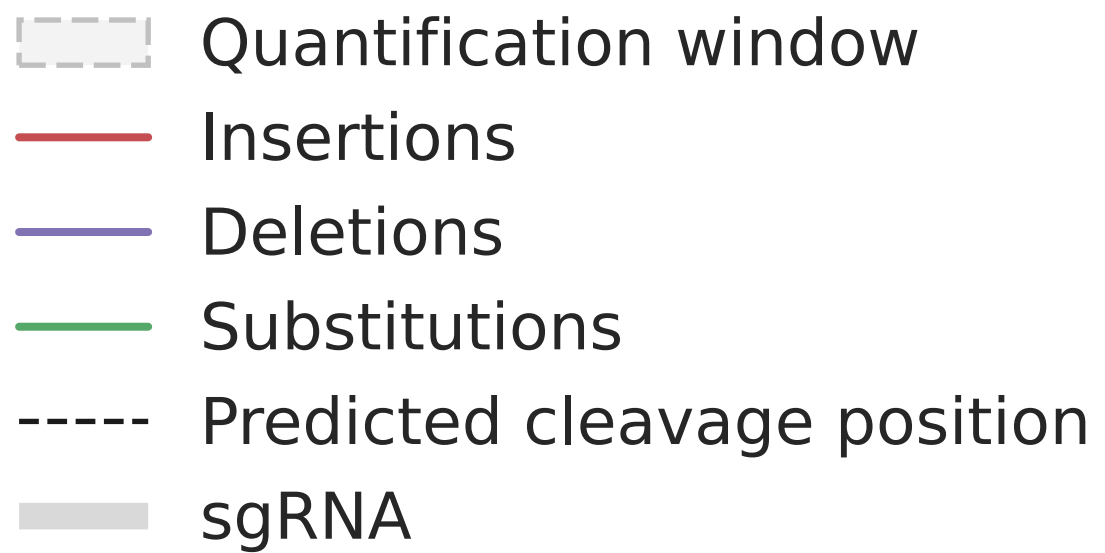 Quantification window
Insertions
Deletions
Substitutions
Predicted cleavage position
sgRNA